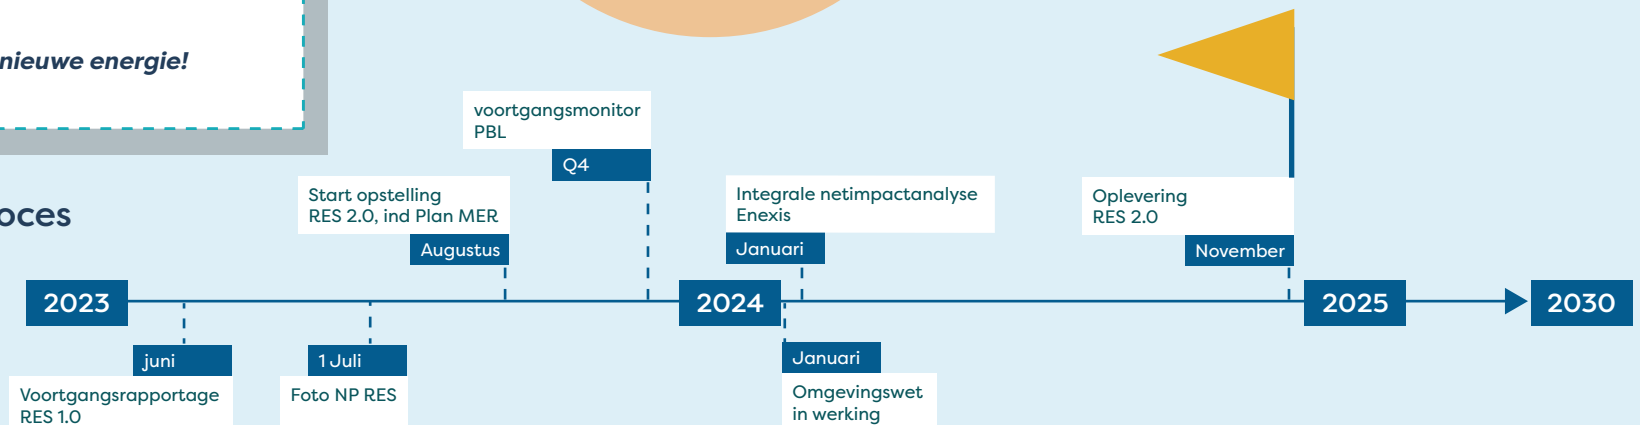 nieuwe energie!
voortgangsmonitor
PBL
Q4
Start opstelling
RES 2.0, ind Plan MER
Augustus
Integrale netimpactanalyse
Enexis
Januari
Oplevering
RES 2.0
November
oces
2023
2024
2025
2030
juni
Voortgangsrapportage
RES 1.0
1 Juli
Foto NP RES
Januari
Omgevingswet
in werking